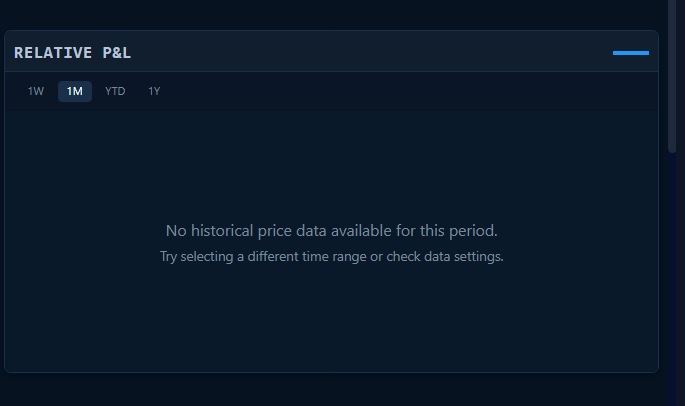 RELATIVE P&L
1W 1M YTD 1Y
No historical price data available for this period.
Try selecting a different time range or check data settings.